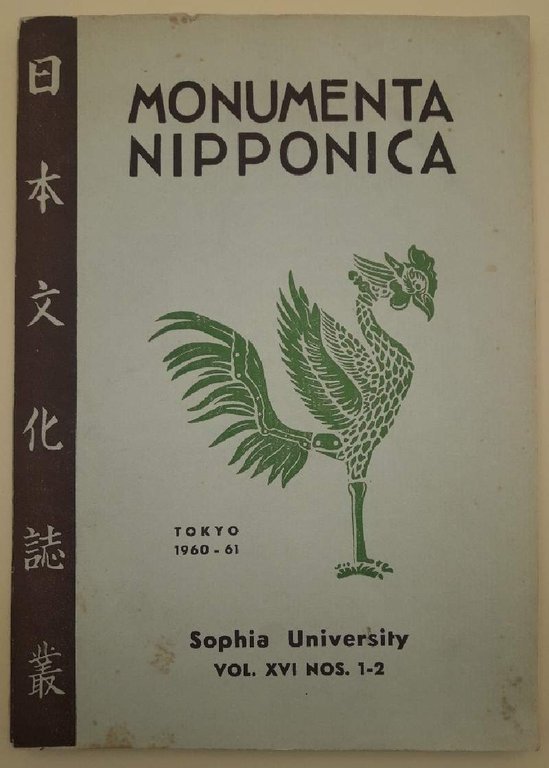 日本文化誌叢
MONUMENTA
NIPPONICA
TOKYO
1960 - 61
Sophia University
VOL. XVI NOS. 1-2